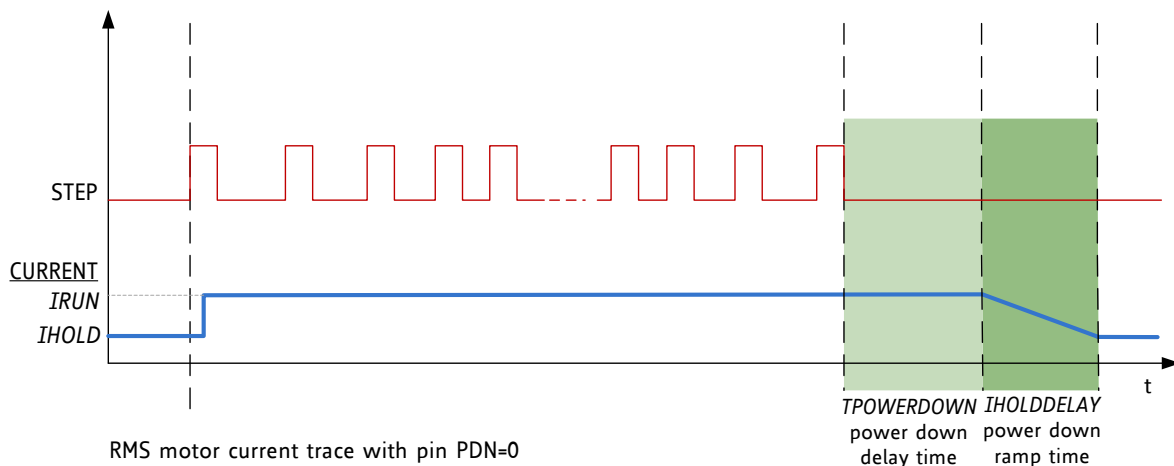 STEP
CURRENT
IRUN
IHOLD
t
TPOWERDOWN
power down
delay time
IHOLDDELAY
power down
ramp time
RMS motor current trace with pin PDN=0